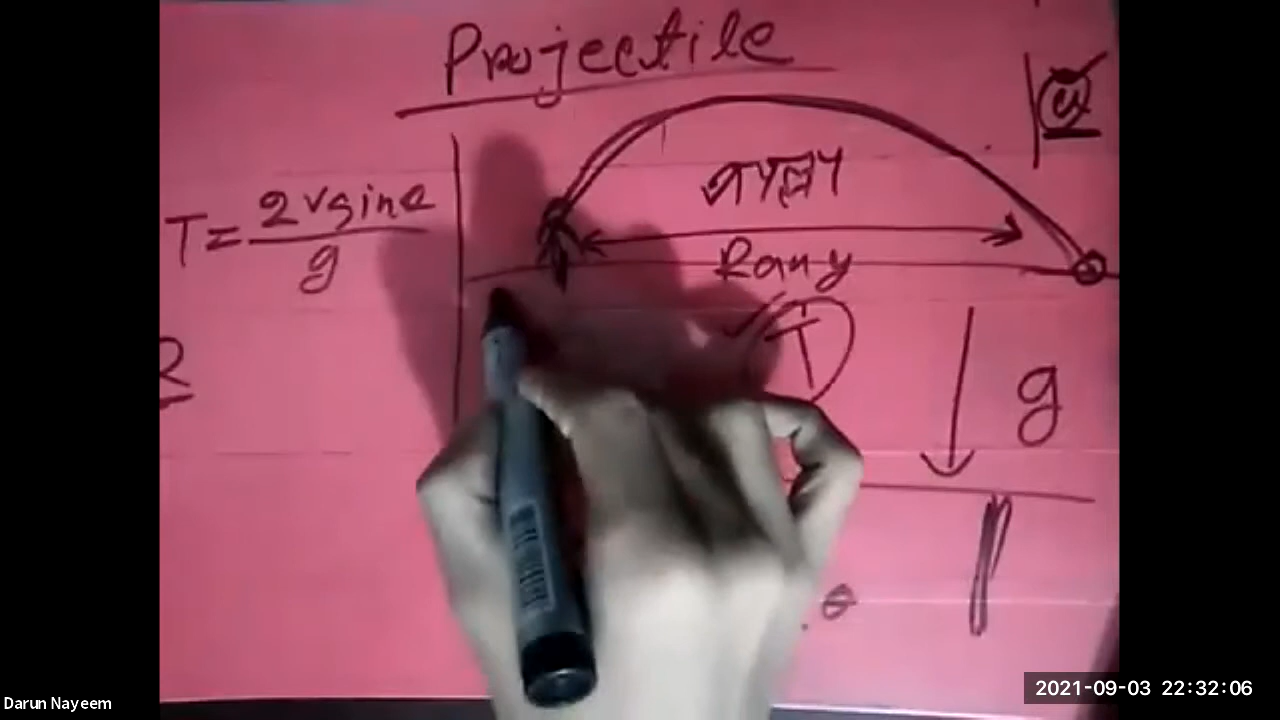 Projectile
T = 2vsinθ / g
পাল্লা
Rang
T
g
R
θ
Darun Nayeem
2021-09-03 22:32:06